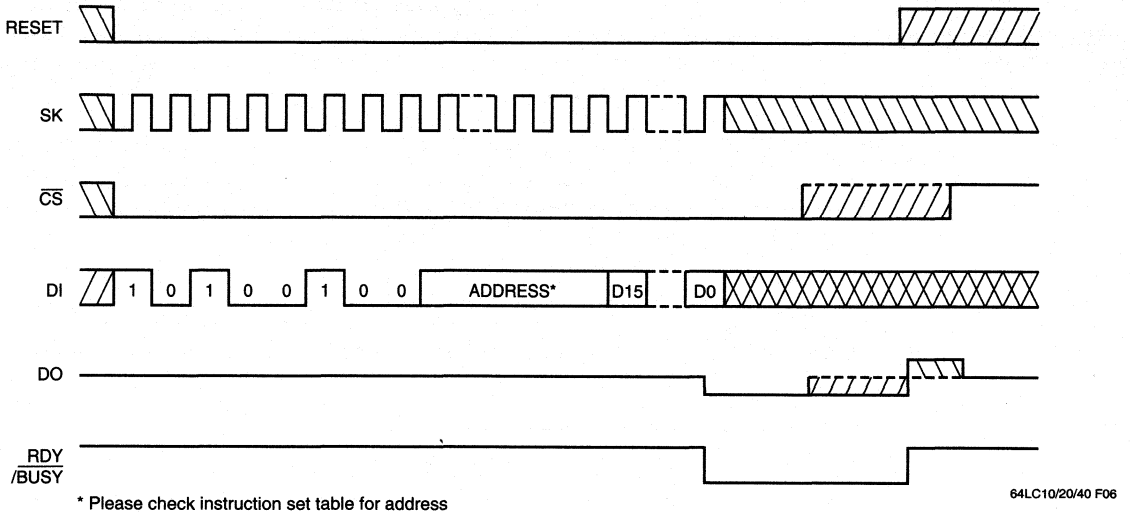 RESET
SK
CS
DI 1 0 1 0 0 1 0 0 ADDRESS* D15 D0
DO
RDY
/BUSY
* Please check instruction set table for address
64LC10/20/40 F06